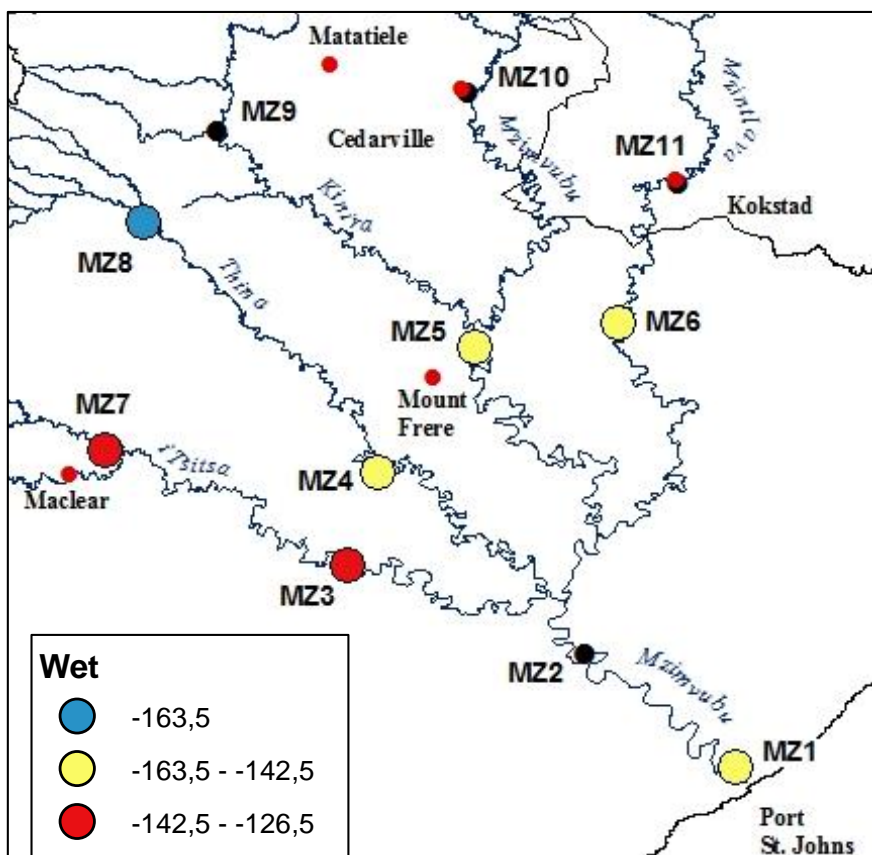 Matatiele
MZ10
MZ9
Cedarville
Mzimvubu
Mzintlava
MZ11
Kokstad
Kinira
MZ8
Thina
MZ5
MZ6
Mount
Frere
MZ7
iTsitsa
Maclear
MZ4
MZ3
MZ2
Mzimvubu
MZ1
Port
St. Johns
Wet
-163,5
-163,5 - -142,5
-142,5 - -126,5